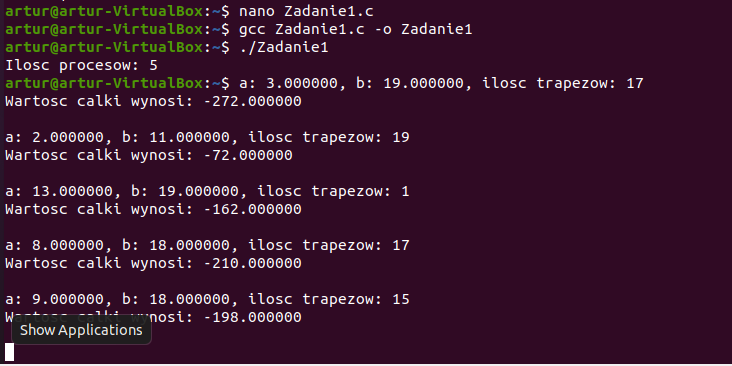 artur@artur-VirtualBox:~$ nano Zadanie1.c
artur@artur-VirtualBox:~$ gcc Zadanie1.c -o Zadanie1
artur@artur-VirtualBox:~$ ./Zadanie1
Ilosc procesow: 5
artur@artur-VirtualBox:~$ a: 3.000000, b: 19.000000, ilosc trapezow: 17
Wartosc calki wynosi: -272.000000
a: 2.000000, b: 11.000000, ilosc trapezow: 19
Wartosc calki wynosi: -72.000000
a: 13.000000, b: 19.000000, ilosc trapezow: 1
Wartosc calki wynosi: -162.000000
a: 8.000000, b: 18.000000, ilosc trapezow: 17
Wartosc calki wynosi: -210.000000
a: 9.000000, b: 18.000000, ilosc trapezow: 15
Wartosc calki wynosi: -198.000000
Show Applications